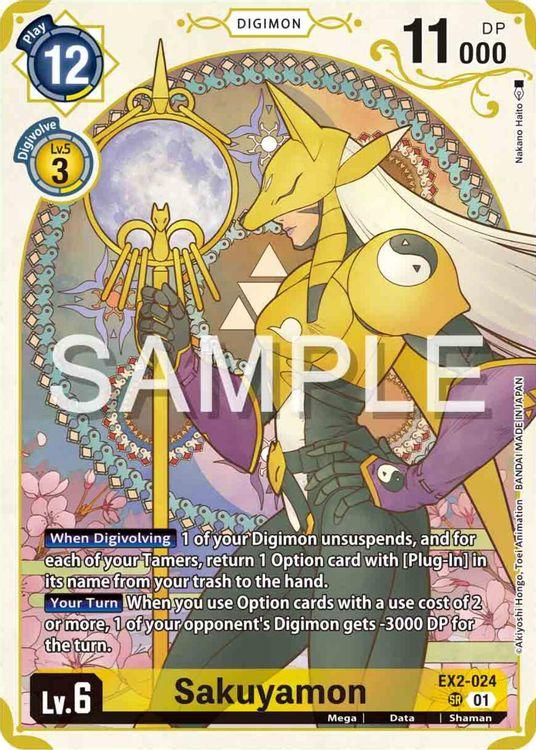 Play
12
DIGIMON
11000
DP
Digivolve
Lv.5
3
Nakano Haito
SAMPLE
When Digivolving 1 of your Digimon unsuspends, and for
each of your Tamers, return 1 Option card with [Plug-In] in
its name from your trash to the hand.
Your Turn When you use Option cards with a use cost of 2
or more, 1 of your opponent's Digimon gets -3000 DP for
the turn.
©Akiyoshi Hongo, Toei Animation BANDAI MADE IN JAPAN
Lv.6
Sakuyamon
EX2-024
SR 01
Mega | Data | Shaman